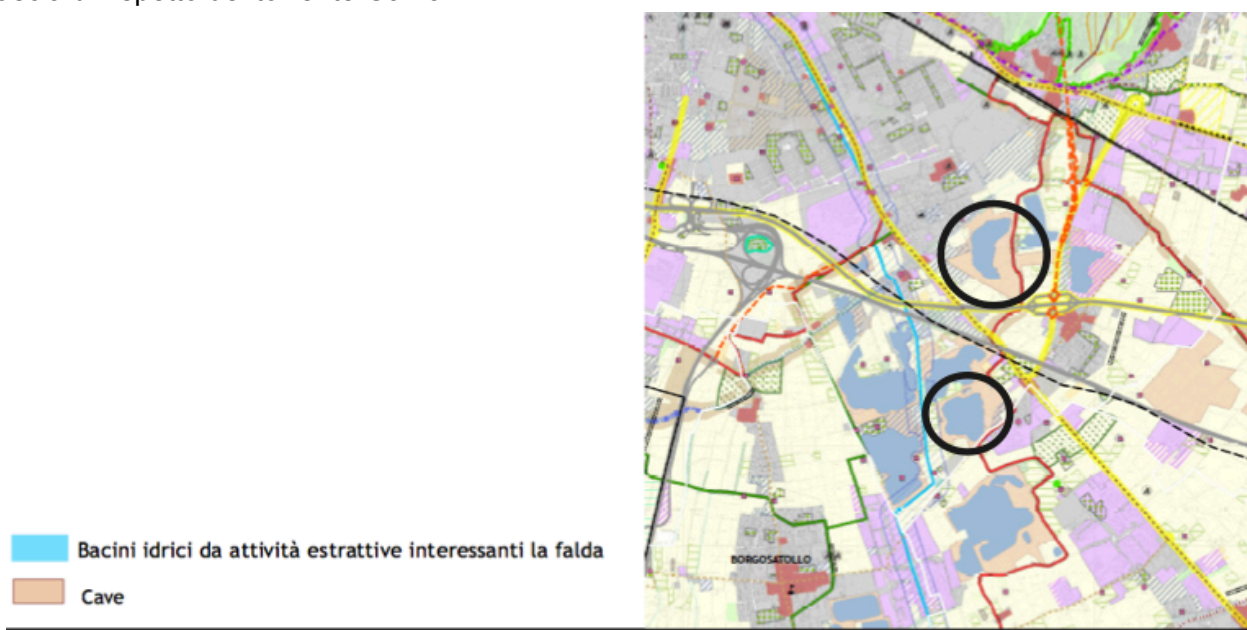 BORGOSATOLLO
Bacini idrici da attività estrattive interessanti la falda
Cave